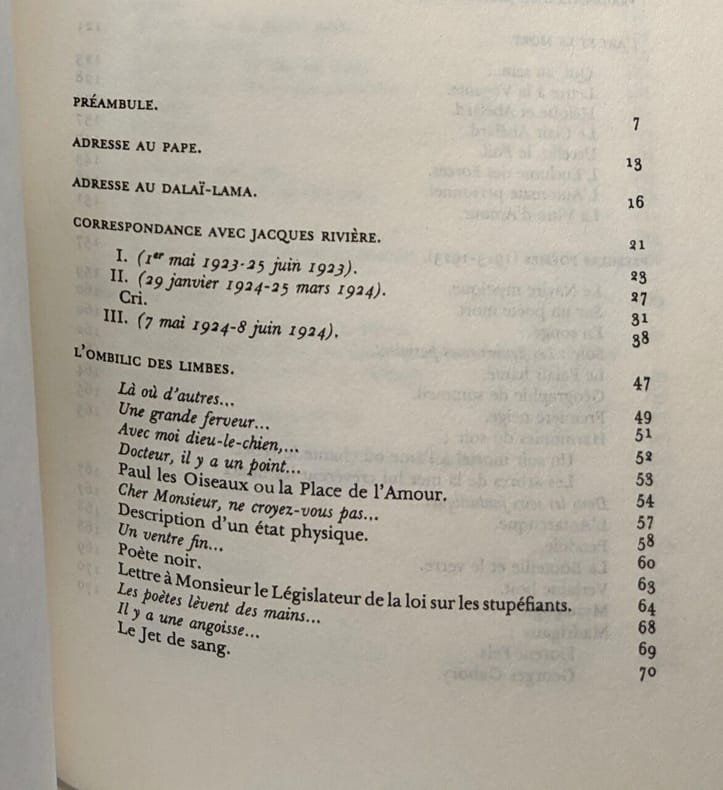 PRÉAMBULE. 7
ADRESSE AU PAPE. 13
ADRESSE AU DALAÏ-LAMA. 16
CORRESPONDANCE AVEC JACQUES RIVIÈRE. 21
I. (1er mai 1923-25 juin 1923). 23
II. (29 janvier 1924-25 mars 1924). 27
Cri. 31
III. (7 mai 1924-8 juin 1924). 38
L'OMBILIC DES LIMBES. 47
Là où d'autres... 49
Une grande ferveur... 51
Avec moi dieu-le-chien,... 52
Docteur, il y a un point... 53
Paul les Oiseaux ou la Place de l'Amour. 54
Cher Monsieur, ne croyez-vous pas... 57
Description d'un état physique. 58
Un ventre fin... 60
Poète noir. 63
Lettre à Monsieur le Législateur de la loi sur les stupéfiants. 64
Les poètes lèvent des mains... 68
Il y a une angoisse... 69
Le Jet de sang. 70